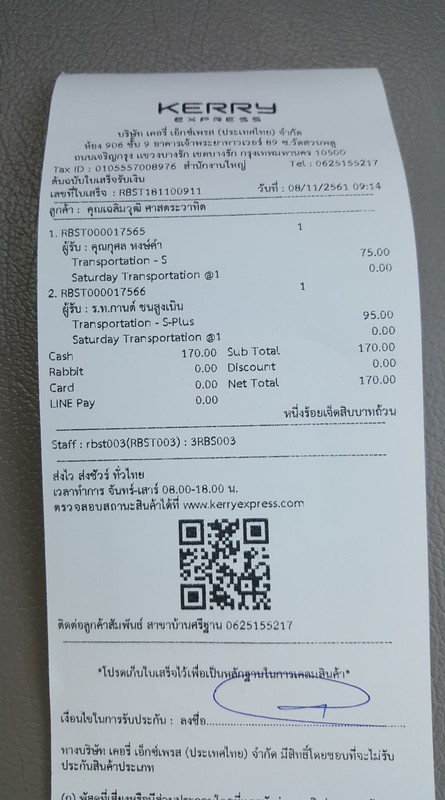 KERRY
EXPRESS
บริษัท เคอรี่ เอ็กซ์เพรส (ประเทศไทย) จำกัด
ห้อง 906 ชั้น 9 อาคารเจ้าพระยาทาวเวอร์ 89 ซ.วัดสวนพลู
ถนนเจริญกรุง แขวงบางรัก เขตบางรัก กรุงเทพมหานคร 10500
Tax ID : 0105557008976 สำนักงานใหญ่ Tel : 0625155217
ต้นฉบับใบเสร็จรับเงิน
เลขที่ใบเสร็จ : RBST181100911 วันที่ : 08/11/2561 09:14
ลูกค้า : คุณเฉลิมวุฒิ ศาสตระวาทิต
1. RBST000017565 1
ผู้รับ : คุณกุศล หงษ์คำ
Transportation - S 75.00
Saturday Transportation @1 0.00
2. RBST000017566 1
ผู้รับ : ร.ท.กานต์ ชนสูงเนิน
Transportation - S-Plus 95.00
Saturday Transportation @1 0.00
Cash 170.00 Sub Total 170.00
Rabbit 0.00 Discount 0.00
Card 0.00 Net Total 170.00
LINE Pay 0.00
หนึ่งร้อยเจ็ดสิบบาทถ้วน
Staff : rbst003(RBST003) : 3RBS003
ส่งไว ส่งชัวร์ ทั่วไทย
เวลาทำการ จันทร์-เสาร์ 08.00-18.00 น.
ตรวจสอบสถานะสินค้าได้ที่ www.kerryexpress.com
ติดต่อลูกค้าสัมพันธ์ สาขาบ้านศรีฐาน 0625155217
*โปรดเก็บใบเสร็จไว้เพื่อเป็นหลักฐานในการเคลมสินค้า*
เงื่อนไขในการรับประกัน : ลงชื่อ
ทางบริษัท เคอรี่ เอ็กซ์เพรส (ประเทศไทย) จำกัด มีสิทธิ์โดยชอบที่จะไม่รับ
ประกันสินค้าประเภท